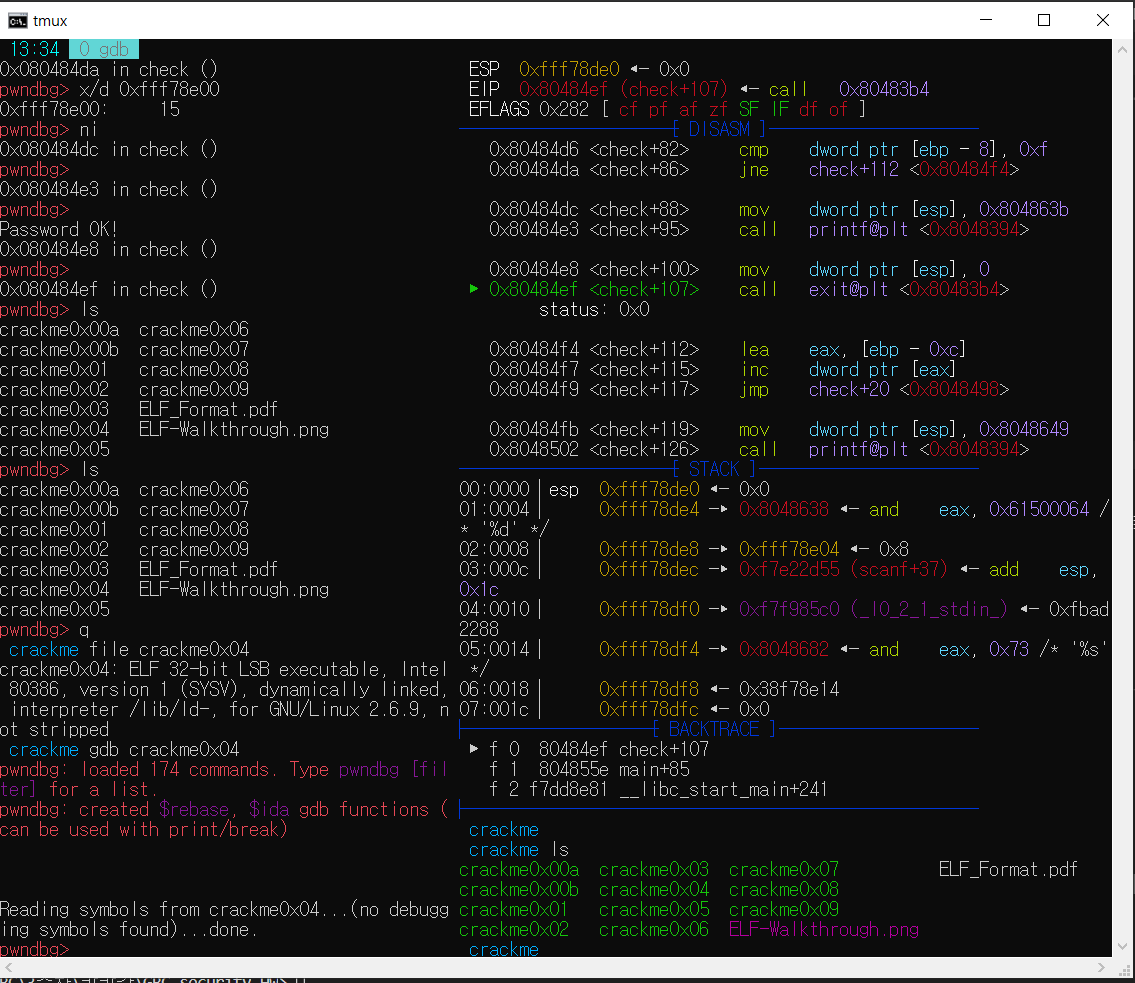 tmux
13:34 0 gdb
0x080484da in check ()
pwndbg> x/d 0xfff78e00
0xfff78e00:     15
pwndbg> ni
0x080484dc in check ()
pwndbg>
0x080484e3 in check ()
pwndbg>
Password OK!
0x080484e8 in check ()
pwndbg>
0x080484ef in check ()
pwndbg> ls
crackme0x00a  crackme0x06
crackme0x00b  crackme0x07
crackme0x01   crackme0x08
crackme0x02   crackme0x09
crackme0x03   ELF_Format.pdf
crackme0x04   ELF-Walkthrough.png
crackme0x05
pwndbg> ls
crackme0x00a  crackme0x06
crackme0x00b  crackme0x07
crackme0x01   crackme0x08
crackme0x02   crackme0x09
crackme0x03   ELF_Format.pdf
crackme0x04   ELF-Walkthrough.png
crackme0x05
pwndbg> q
crackme file crackme0x04
crackme0x04: ELF 32-bit LSB executable, Intel
80386, version 1 (SYSV), dynamically linked,
interpreter /lib/ld-, for GNU/Linux 2.6.9, n
ot stripped
crackme gdb crackme0x04
pwndbg: loaded 174 commands. Type pwndbg [fil
ter] for a list.
pwndbg: created $rebase, $ida gdb functions (
can be used with print/break)
Reading symbols from crackme0x04...(no debugg
ing symbols found)...done.
pwndbg>
ESP  0xfff78de0 ◂— 0x0
EIP  0x80484ef (check+107) ◂— call   0x80483b4
EFLAGS 0x282 [ cf pf af zf SF IF df of ]
[ DISASM ]
0x80484d6 <check+82>     cmp    dword ptr [ebp - 8], 0xf
0x80484da <check+86>     jne    check+112 <0x80484f4>
0x80484dc <check+88>     mov    dword ptr [esp], 0x804863b
0x80484e3 <check+95>     call   printf@plt <0x8048394>
0x80484e8 <check+100>    mov    dword ptr [esp], 0
► 0x80484ef <check+107>    call   exit@plt <0x80483b4>
status: 0x0
0x80484f4 <check+112>    lea    eax, [ebp - 0xc]
0x80484f7 <check+115>    inc    dword ptr [eax]
0x80484f9 <check+117>    jmp    check+20 <0x8048498>
0x80484fb <check+119>    mov    dword ptr [esp], 0x8048649
0x8048502 <check+126>    call   printf@plt <0x8048394>
[ STACK ]
00:0000│ esp  0xfff78de0 ◂— 0x0
01:0004│      0xfff78de4 —▸ 0x8048638 ◂— and    eax, 0x61500064 /
* '%d' */
02:0008│      0xfff78de8 —▸ 0xfff78e04 ◂— 0x8
03:000c│      0xfff78dec —▸ 0xf7e22d55 (scanf+37) ◂— add    esp,
0x1c
04:0010│      0xfff78df0 —▸ 0xf7f985c0 (_IO_2_1_stdin_) ◂— 0xfbad
2288
05:0014│      0xfff78df4 —▸ 0x8048682 ◂— and    eax, 0x73 /* '%s'
*/
06:0018│      0xfff78df8 ◂— 0x38f78e14
07:001c│      0xfff78dfc ◂— 0x0
[ BACKTRACE ]
► f 0  80484ef check+107
f 1  804855e main+85
f 2 f7dd8e81 __libc_start_main+241
crackme
crackme ls
crackme0x00a  crackme0x03  crackme0x07          ELF_Format.pdf
crackme0x00b  crackme0x04  crackme0x08
crackme0x01   crackme0x05  crackme0x09
crackme0x02   crackme0x06  ELF-Walkthrough.png
crackme